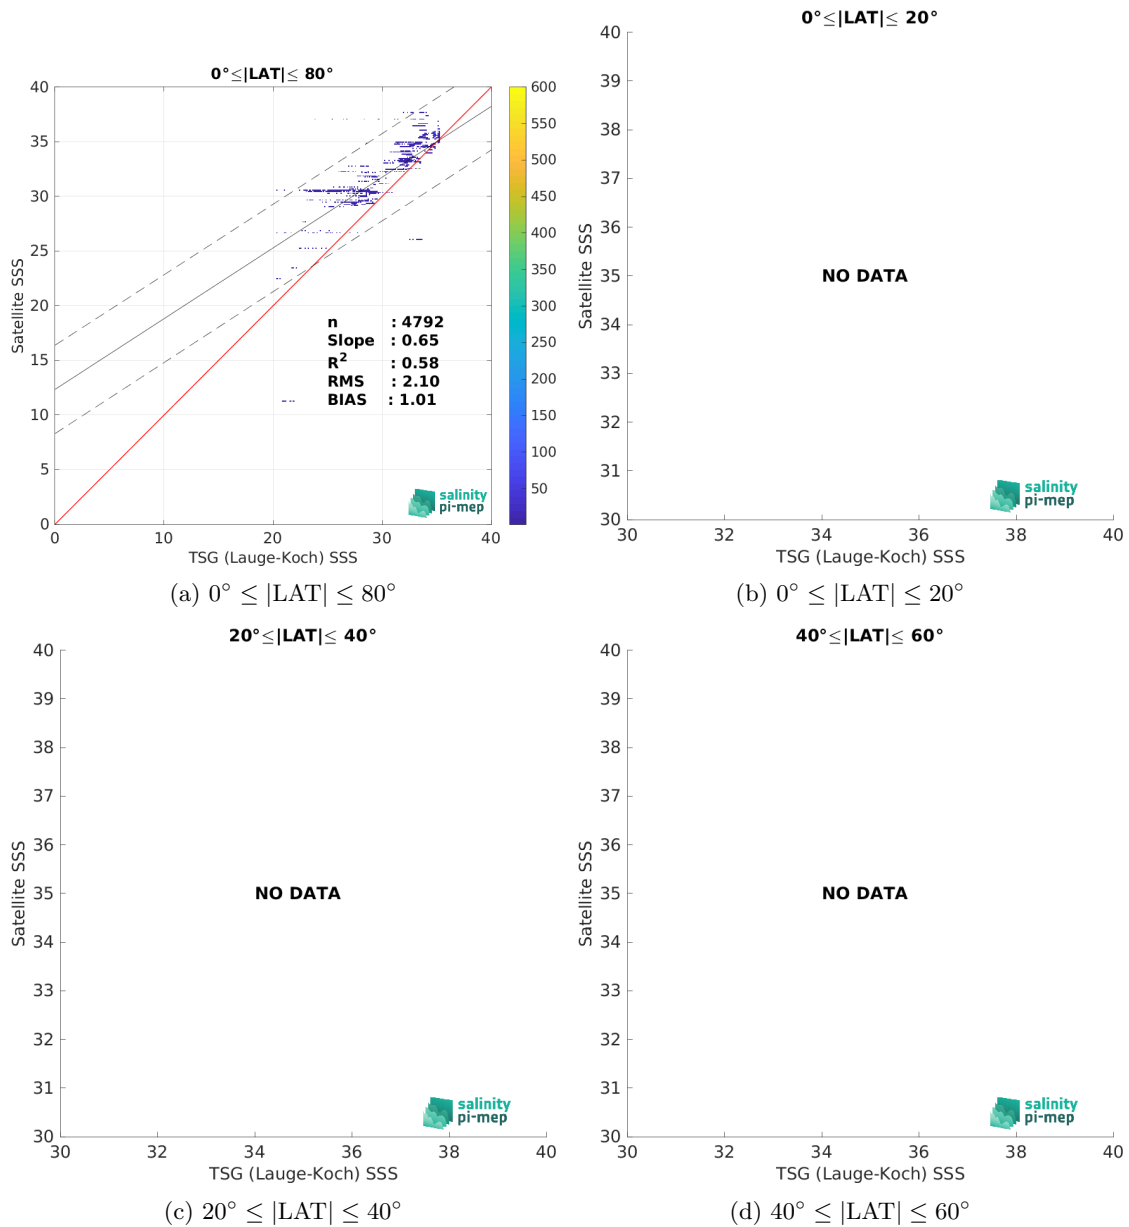 0°≤|LAT|≤ 80°
40
35
30
25
20
15
10
5
0
Satellite SSS
0
10
20
30
40
TSG (Lauge-Koch) SSS
n : 4792
Slope : 0.65
R² : 0.58
RMS : 2.10
BIAS : 1.01
salinity
pi-mep
600
550
500
450
400
350
300
250
200
150
100
50
(a) 0° ≤ |LAT| ≤ 80°
0°≤|LAT|≤ 20°
40
39
38
37
36
35
34
33
32
31
30
Satellite SSS
NO DATA
salinity
pi-mep
30
32
34
36
38
40
TSG (Lauge-Koch) SSS
(b) 0° ≤ |LAT| ≤ 20°
20°≤|LAT|≤ 40°
40
39
38
37
36
35
34
33
32
31
30
Satellite SSS
NO DATA
salinity
pi-mep
30
32
34
36
38
40
TSG (Lauge-Koch) SSS
(c) 20° ≤ |LAT| ≤ 40°
40°≤|LAT|≤ 60°
40
39
38
37
36
35
34
33
32
31
30
Satellite SSS
NO DATA
salinity
pi-mep
30
32
34
36
38
40
TSG (Lauge-Koch) SSS
(d) 40° ≤ |LAT| ≤ 60°